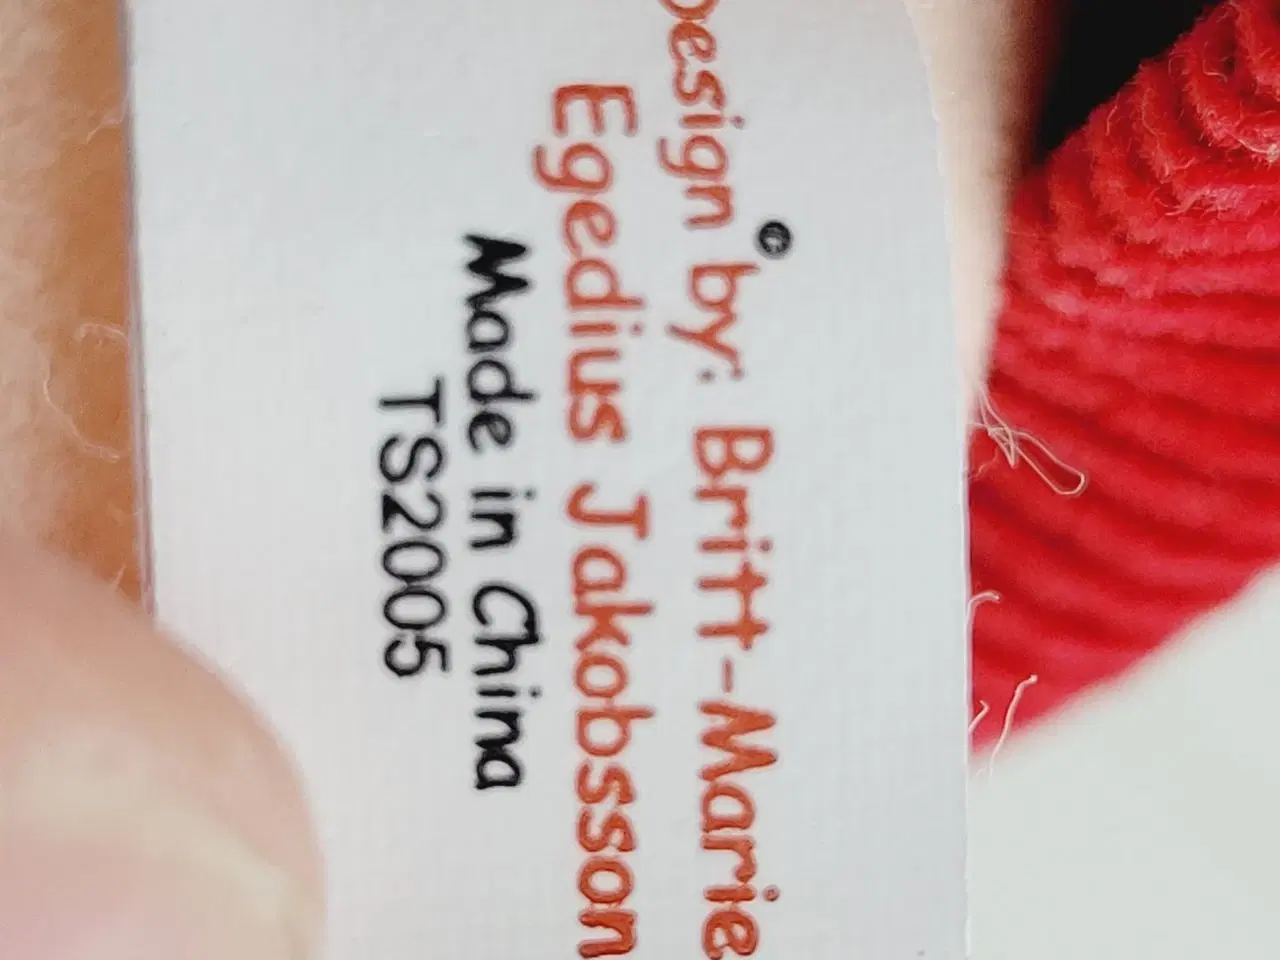 ©
Design by: Britt-Marie
Egedius Jakobsson
Made in China
TS2005